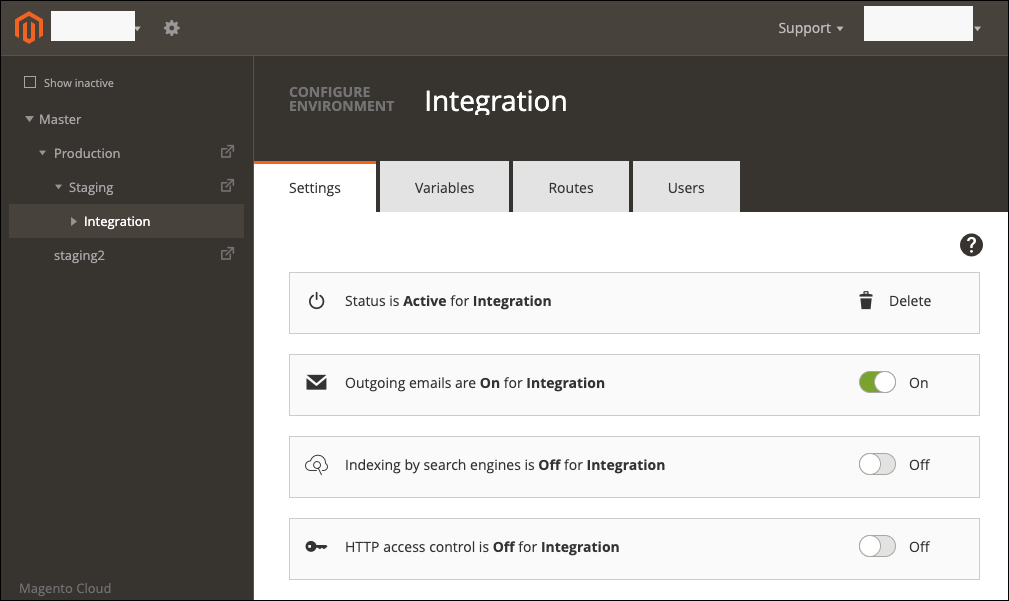 Support
Show inactive
Master
Production
Staging
Integration
staging2
Magento Cloud
CONFIGURE
ENVIRONMENT
Integration
Settings
Variables
Routes
Users
?
Status is Active for Integration
Delete
Outgoing emails are On for Integration
On
Indexing by search engines is Off for Integration
Off
HTTP access control is Off for Integration
Off